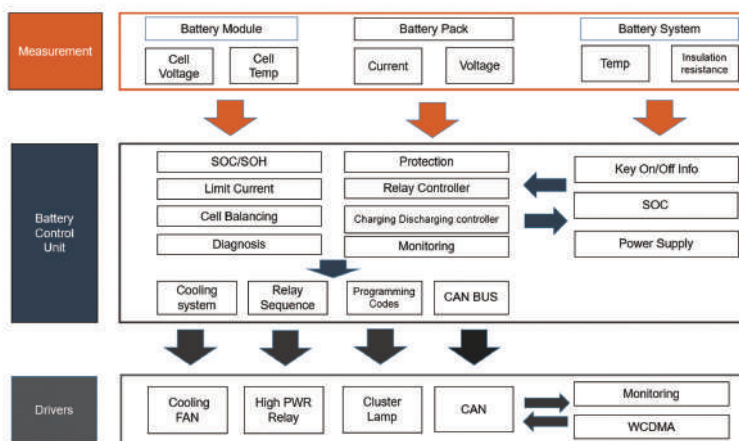 Measurement
Battery Module
Battery Pack
Battery System
Cell
Voltage
Cell
Temp
Current
Voltage
Temp
Insulation
resistance
Battery
Control
Unit
SOC/SOH
Limit Current
Cell Balancing
Diagnosis
Protection
Relay Controller
Charging Discharging controller
Monitoring
Key On/Off Info
SOC
Power Supply
Cooling
system
Relay
Sequence
Programming
Codes
CAN BUS
Drivers
Cooling
FAN
High PWR
Relay
Cluster
Lamp
CAN
Monitoring
WCDMA